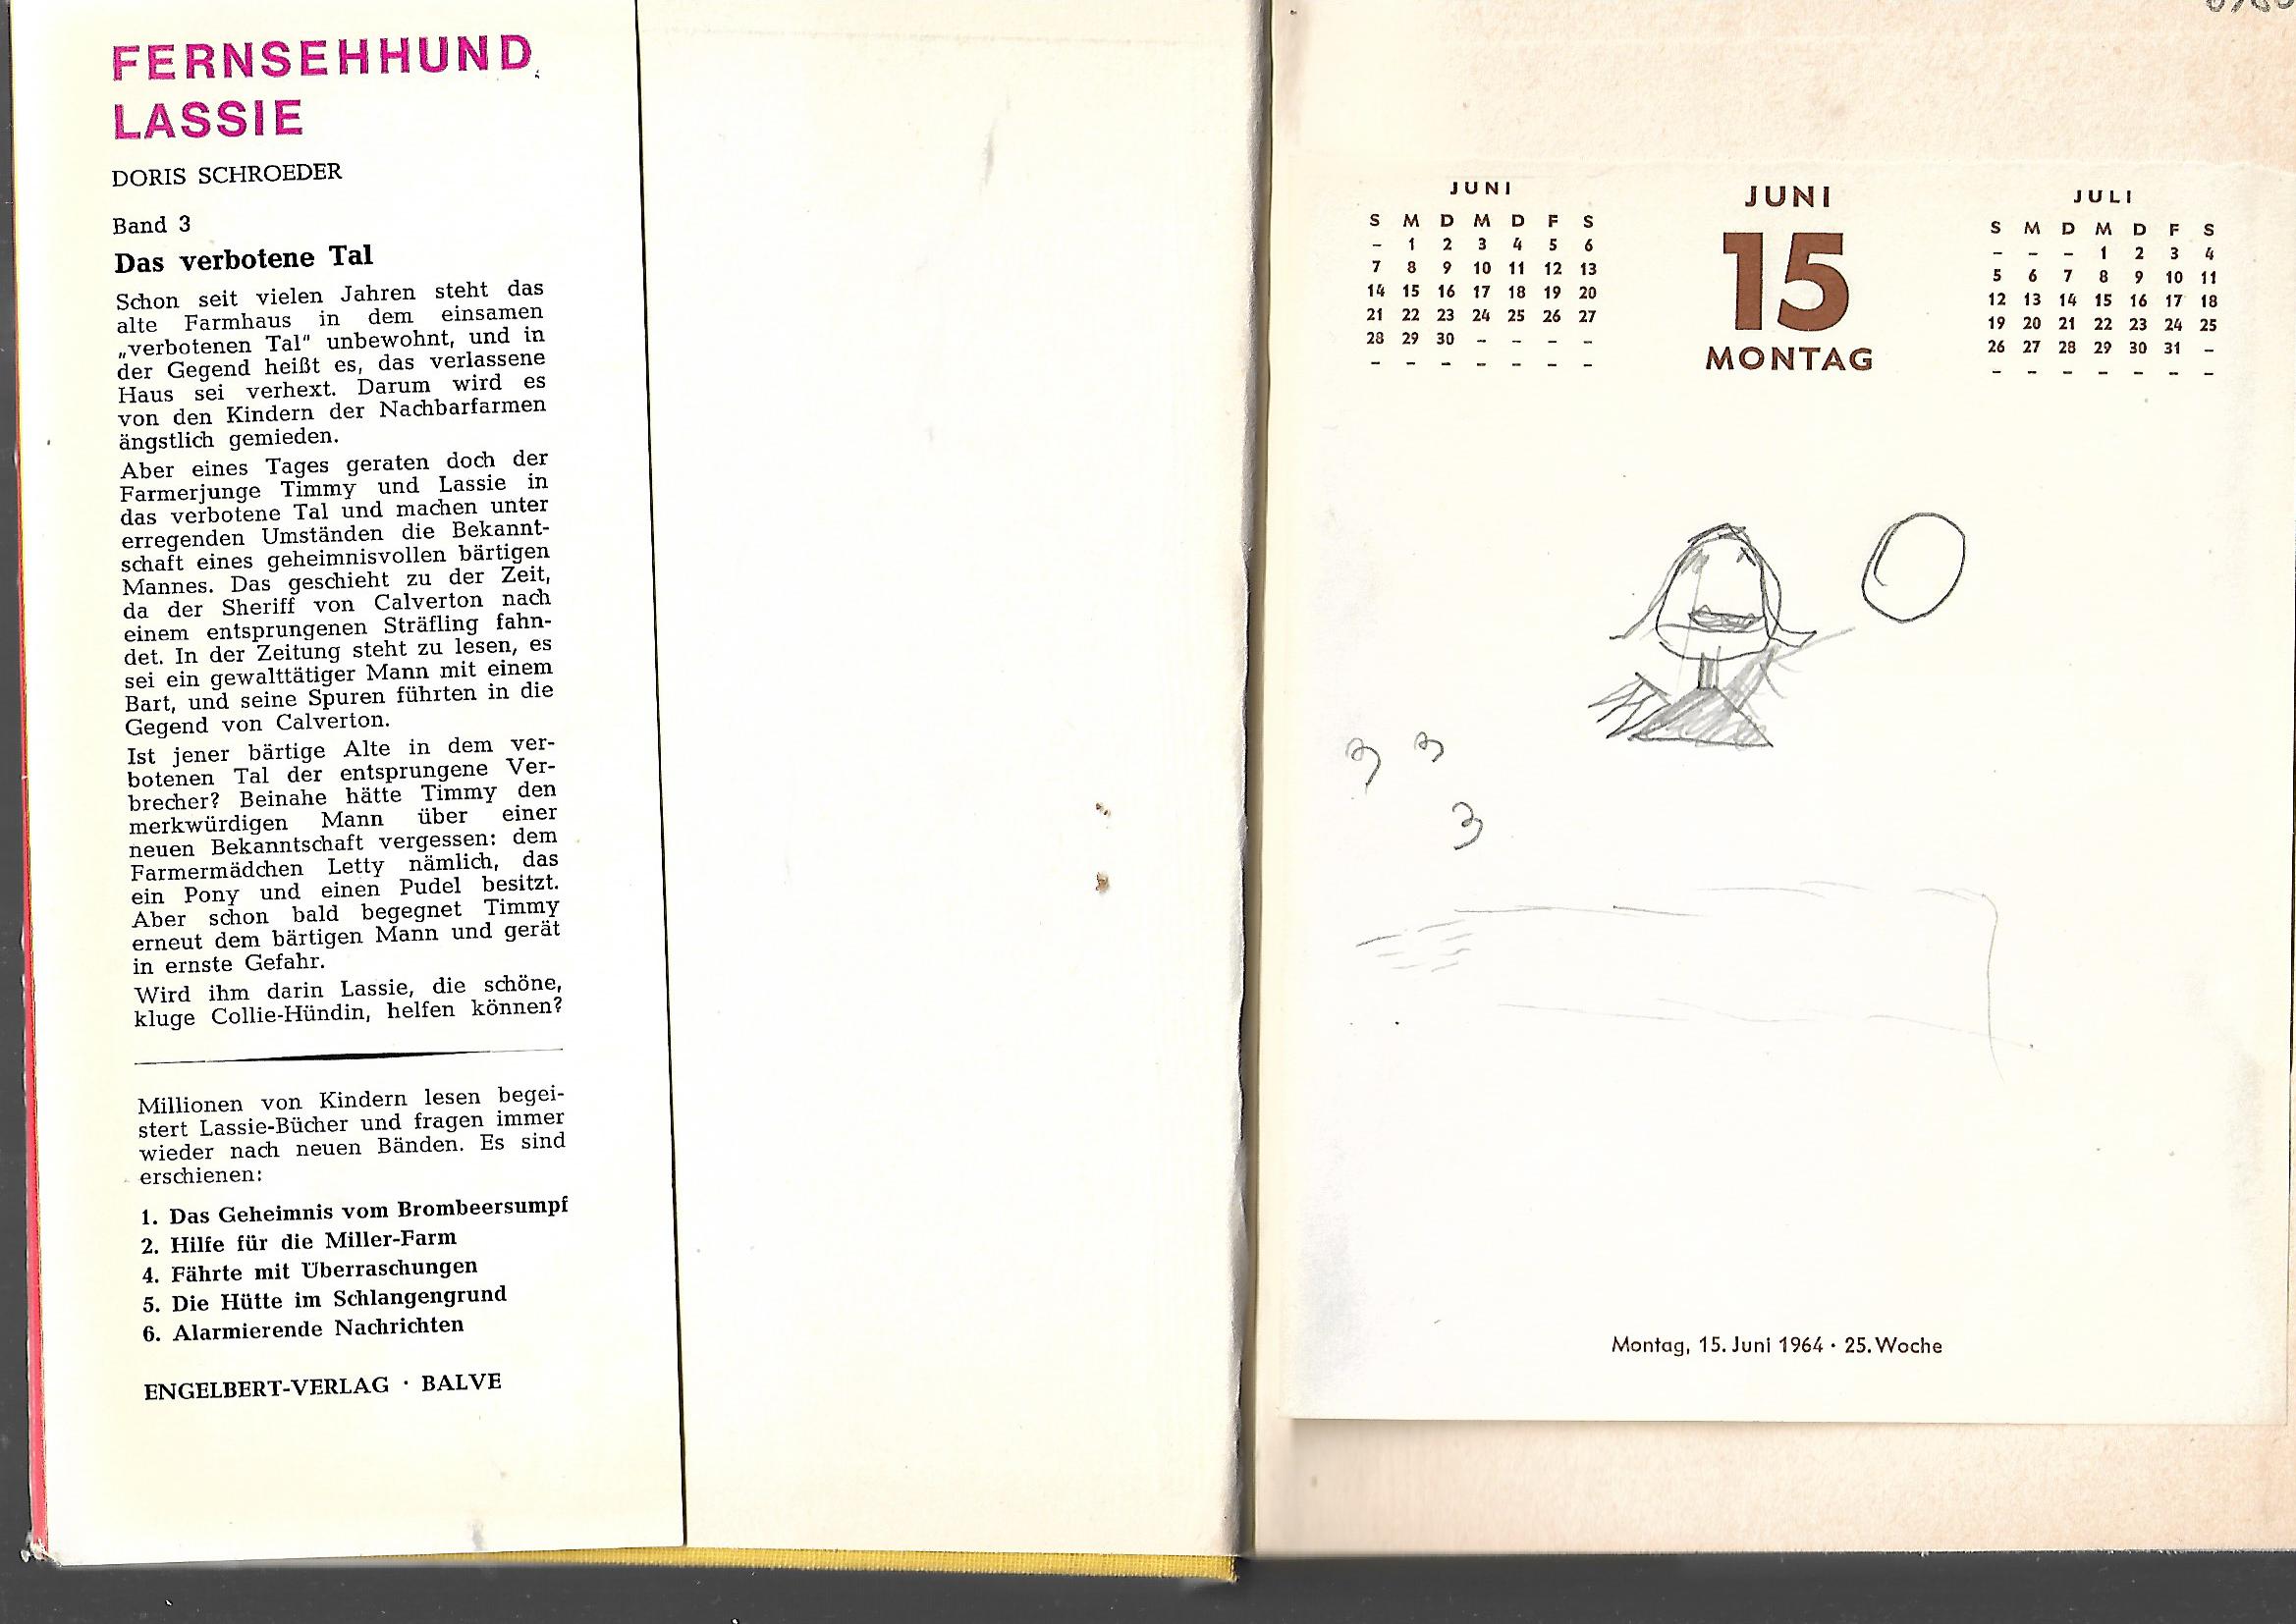 FERNSEHHUND
LASSIE
DORIS SCHROEDER
Band 3
Das verbotene Tal
Schon seit vielen Jahren steht das
alte Farmhaus in dem einsamen
„verbotenen Tal" unbewohnt, und in
der Gegend heißt es, das verlassene
Haus sei verhext. Darum wird es
von den Kindern der Nachbarfarmen
ängstlich gemieden.
Aber eines Tages geraten doch der
Farmerjunge Timmy und Lassie in
das verbotene Tal und machen unter
erregenden Umständen die Bekannt-
schaft eines geheimnisvollen bärtigen
Mannes. Das geschieht zu der Zeit,
da der Sheriff von Calverton nach
einem entsprungenen Sträfling fahn-
det. In der Zeitung steht zu lesen, es
sei ein gewalttätiger Mann mit einem
Bart, und seine Spuren führten in die
Gegend von Calverton.
Ist jener bärtige Alte in dem ver-
botenen Tal der entsprungene Ver-
brecher? Beinahe hätte Timmy den
merkwürdigen Mann über einer
neuen Bekanntschaft vergessen: dem
Farmermädchen Letty nämlich, das
ein Pony und einen Pudel besitzt.
Aber schon bald begegnet Timmy
erneut dem bärtigen Mann und gerät
in ernste Gefahr.
Wird ihm darin Lassie, die schöne,
kluge Collie-Hündin, helfen können?
Millionen von Kindern lesen begei-
stert Lassie-Bücher und fragen immer
wieder nach neuen Bänden. Es sind
erschienen:
1. Das Geheimnis vom Brombeersumpf
2. Hilfe für die Miller-Farm
4. Fährte mit Überraschungen
5. Die Hütte im Schlangengrund
6. Alarmierende Nachrichten
ENGELBERT-VERLAG · BALVE
JUNI
S M D M D F S
– 1 2 3 4 5 6
7 8 9 10 11 12 13
14 15 16 17 18 19 20
21 22 23 24 25 26 27
28 29 30 – – – –
– – – – – – –
JUNI
15
MONTAG
JULI
S M D M D F S
– – – 1 2 3 4
5 6 7 8 9 10 11
12 13 14 15 16 17 18
19 20 21 22 23 24 25
26 27 28 29 30 31 –
– – – – – – –
3
Montag, 15. Juni 1964 · 25. Woche